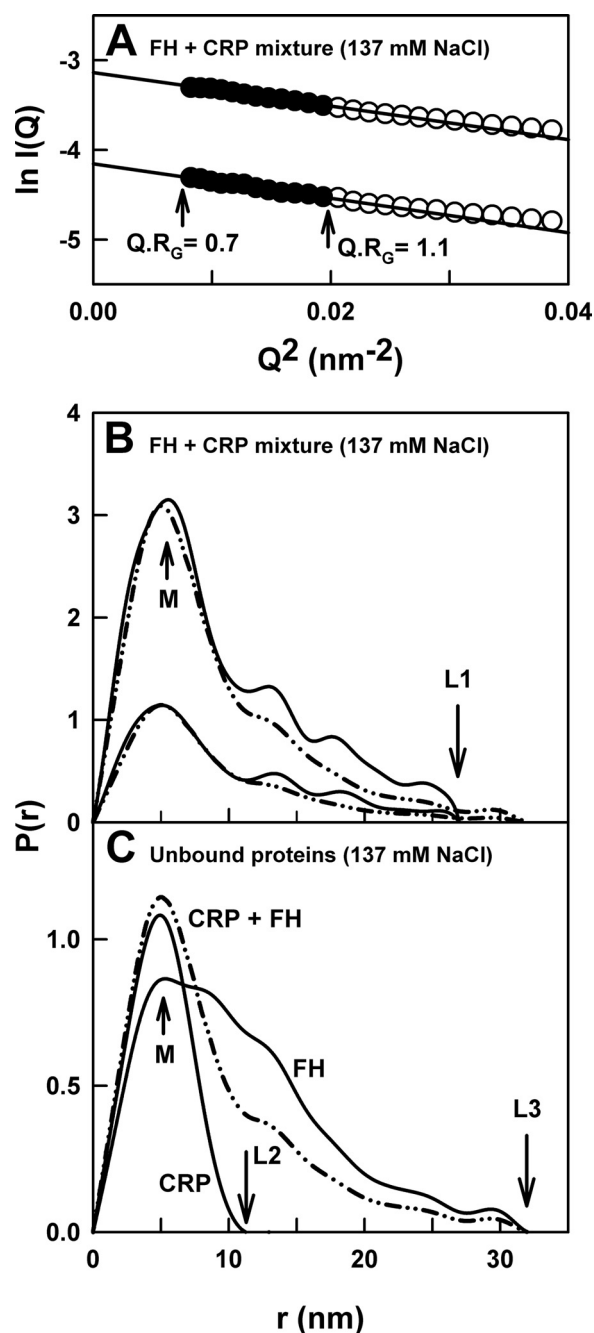 A FH + CRP mixture (137 mM NaCl)
-3
-4
-5
ln I(Q)
Q.RG= 0.7
Q.RG= 1.1
0.00 0.02 0.04
Q2 (nm-2)
B FH + CRP mixture (137 mM NaCl)
4
3
2
1
0
M
L1
P(r)
C Unbound proteins (137 mM NaCl)
1.0
0.5
0.0
CRP + FH
M
FH
L3
L2
CRP
0 10 20 30
r (nm)